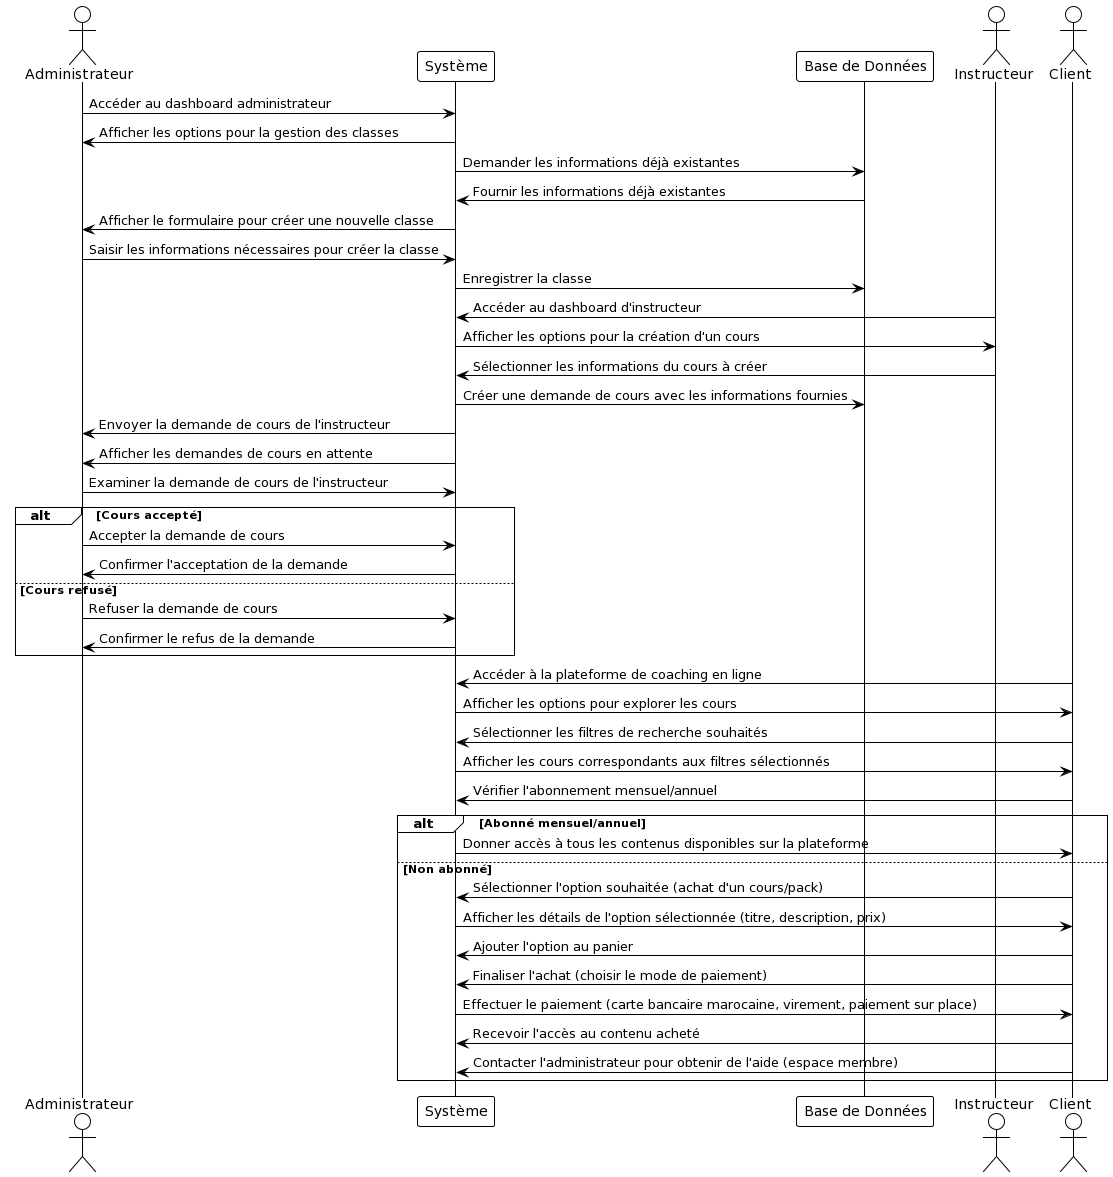 Administrateur
Système
Base de Données
Instructeur
Client
Accéder au dashboard administrateur
Afficher les options pour la gestion des classes
Demander les informations déjà existantes
Fournir les informations déjà existantes
Afficher le formulaire pour créer une nouvelle classe
Saisir les informations nécessaires pour créer la classe
Enregistrer la classe
Accéder au dashboard d'instructeur
Afficher les options pour la création d'un cours
Sélectionner les informations du cours à créer
Créer une demande de cours avec les informations fournies
Envoyer la demande de cours de l'instructeur
Afficher les demandes de cours en attente
Examiner la demande de cours de l'instructeur
alt [Cours accepté]
Accepter la demande de cours
Confirmer l'acceptation de la demande
[Cours refusé]
Refuser la demande de cours
Confirmer le refus de la demande
Accéder à la plateforme de coaching en ligne
Afficher les options pour explorer les cours
Sélectionner les filtres de recherche souhaités
Afficher les cours correspondants aux filtres sélectionnés
Vérifier l'abonnement mensuel/annuel
alt [Abonné mensuel/annuel]
Donner accès à tous les contenus disponibles sur la plateforme
[Non abonné]
Sélectionner l'option souhaitée (achat d'un cours/pack)
Afficher les détails de l'option sélectionnée (titre, description, prix)
Ajouter l'option au panier
Finaliser l'achat (choisir le mode de paiement)
Effectuer le paiement (carte bancaire marocaine, virement, paiement sur place)
Recevoir l'accès au contenu acheté
Contacter l'administrateur pour obtenir de l'aide (espace membre)
Administrateur
Système
Base de Données
Instructeur
Client